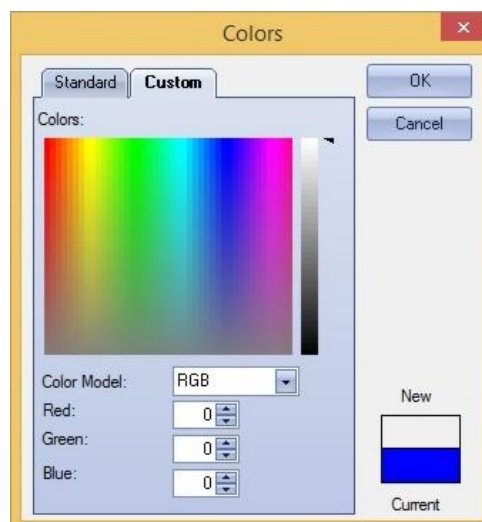 Colors
Standard Custom
OK
Cancel
Colors:
Color Model: RGB
Red: 0
Green: 0
Blue: 0
New
Current